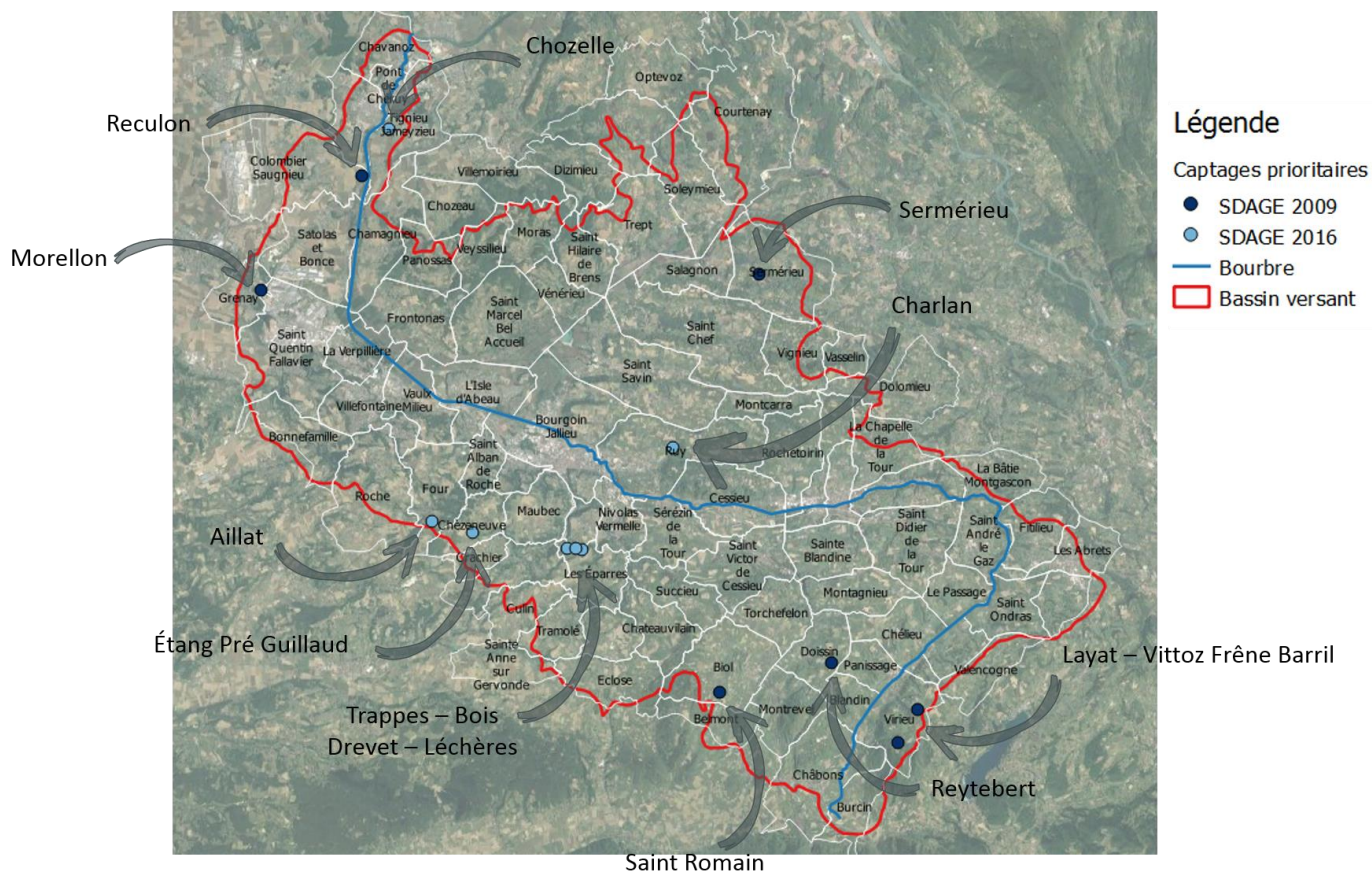 Chozelle
Chavanoz
Pont
de
Chéruy
Optevoz
Courtenay
Légende
Captages prioritaires
SDAGE 2009
SDAGE 2016
Bourbre
Bassin versant
Reculon
Tignieu
Jameyzieu
Colombier
Saugnieu
Villemoirieu
Dizimieu
Soleymieu
Chozeau
Sermérieu
Trept
Satolas
et
Bonce
Chamagnieu
Moras
Saint
Hilaire
de
Brens
Veyssilieu
Panossas
Morellon
Salagnon
Sermérieu
Grenay
Vénérieu
Saint
Marcel
Bel
Accueil
Charlan
Frontonas
Saint
Quentin
Fallavier
La Verpillière
Saint
Chef
Vignieu
Vasselin
Saint
Savin
Dolomieu
L'Isle
d'Abeau
Vaulx
Milieu
Villefontaine
Montcarra
Bourgoin
Jallieu
La Chapelle
de
la
Tour
Bonnefamille
Saint
Alban
de
Roche
Ruy
Rochetoirin
La Bâtie
Montgascon
Four
Roche
Cessieu
Maubec
Nivolas
Vermelle
Sérézin
de
la
Tour
Saint
Didier
de
la
Tour
Saint
André
le
Gaz
Fitilieu
Chèzeneuve
Aillat
Les Abrets
Saint
Victor
de
Cessieu
Sainte
Blandine
Crachier
Les Éparres
Succieu
Montagnieu
Le Passage
Saint
Ondras
Culin
Torchefelon
Tramolé
Chateauvilain
Chélieu
Étang Pré Guillaud
Sainte
Anne
sur
Gervonde
Doissin
Panissage
Layat – Vittoz Frêne Barril
Biol
Valencogne
Eclose
Blandin
Montrevel
Trappes – Bois
Drevet – Léchères
Belmont
Virieu
Châbons
Reytebert
Burcin
Saint Romain